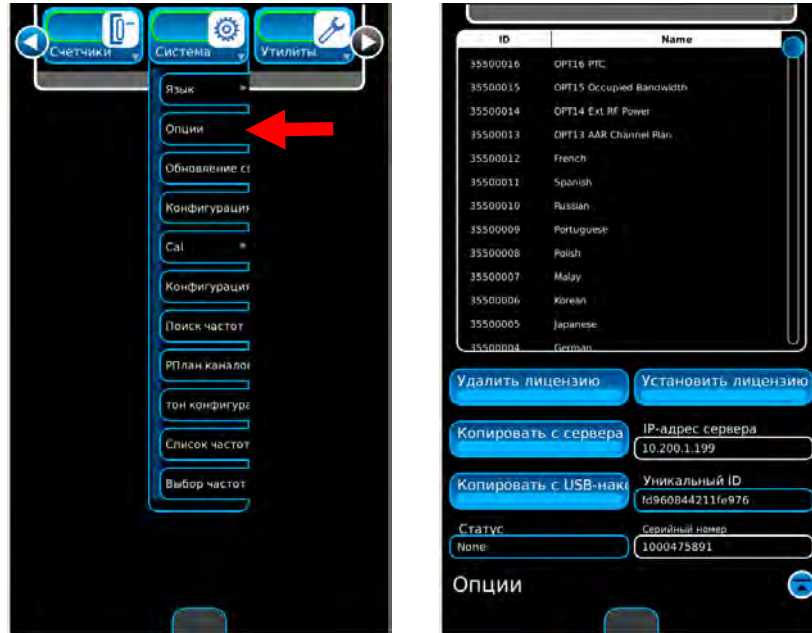 Счетчики
Система
Утилиты
Язык
Опции
Обновление се
Конфигурация
Cal
Конфигурация
Поиск частот
РПлан каналов
тон конфигура
Список частот
Выбор частот
ID Name
35500016 OPT16 PTC
35500015 OPT15 Occupied Bandwidth
35500014 OPT14 Ext RF Power
35500013 OPT13 AAR Channel Plan
35500012 French
35500011 Spanish
35500010 Russian
35500009 Portuguese
35500008 Polish
35500007 Malay
35500006 Korean
35500005 Japanese
35500004 German
Удалить лицензию
Установить лицензию
Копировать с сервера
IP-адрес сервера
10.200.1.199
Копировать с USB-нако
Уникальный ID
fd960844211fe976
Статус
None
Серийный номер
1000475891
Опции